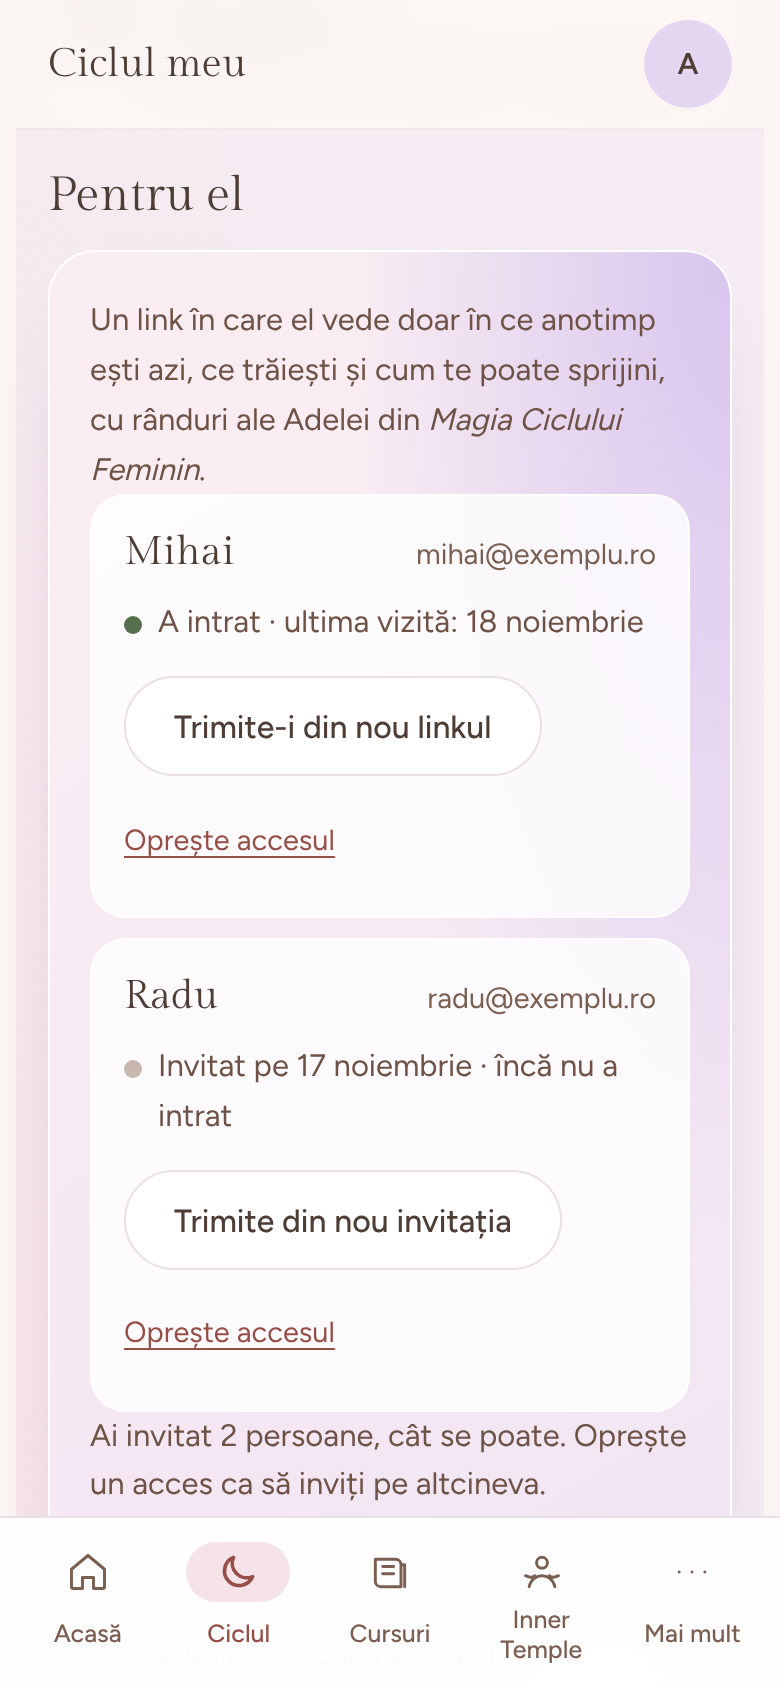 Ciclul meu
A
Pentru el
Un link în care el vede doar în ce anotimp
ești azi, ce trăiești și cum te poate sprijini,
cu rânduri ale Adelei din Magia Ciclului
Feminin.
Mihai
mihai@exemplu.ro
A intrat · ultima vizită: 18 noiembrie
Trimite-i din nou linkul
Oprește accesul
Radu
radu@exemplu.ro
Invitat pe 17 noiembrie · încă nu a
intrat
Trimite din nou invitația
Oprește accesul
Ai invitat 2 persoane, cât se poate. Oprește
un acces ca să inviți pe altcineva.
Acasă
Ciclul
Cursuri
Inner
Temple
Mai mult